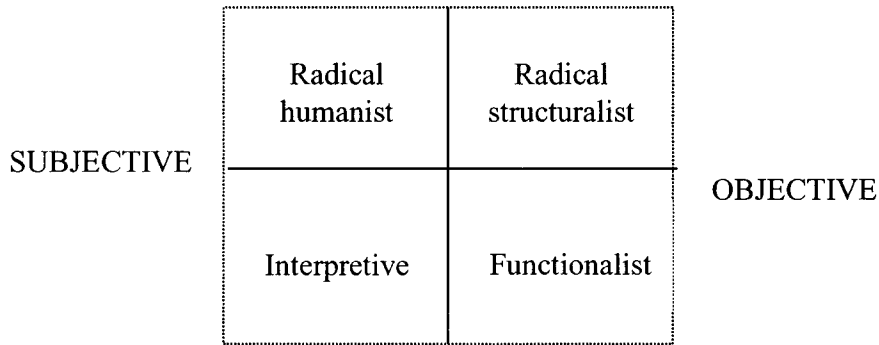 Radical
humanist
Radical
structuralist
SUBJECTIVE
OBJECTIVE
Interpretive
Functionalist